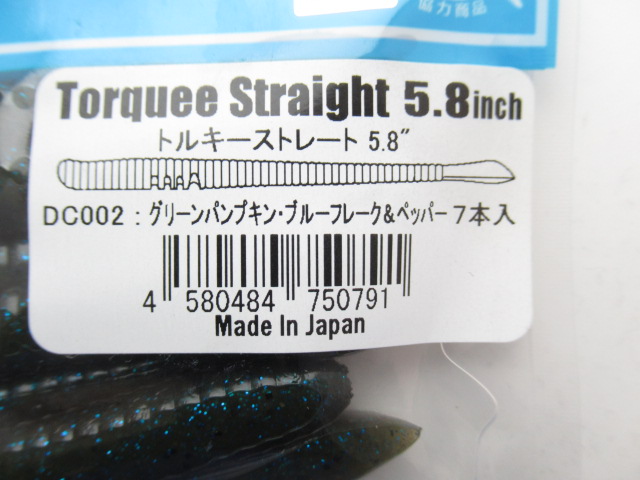 協力商品
Torquee Straight 5.8inch
トルキーストレート 5.8"
DC002：グリーンパンプキン・ブルーフレーク&ペッパー 7本入
4 580484 750791
Made In Japan